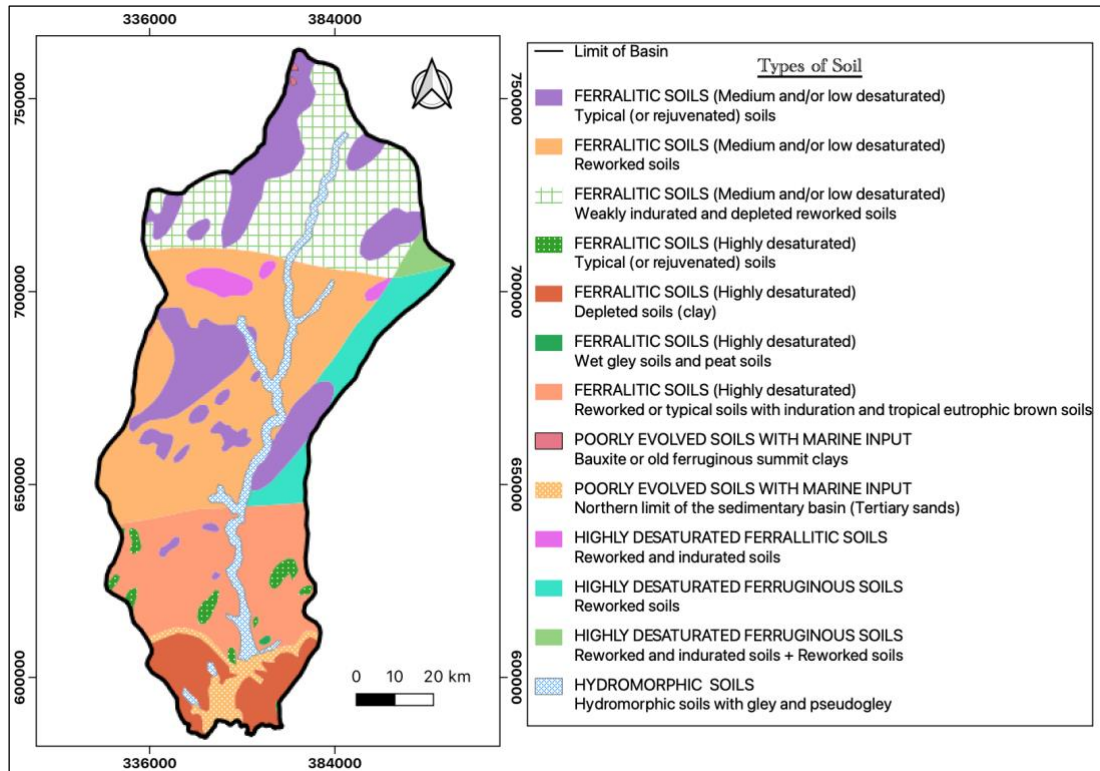 336000 384000
750000
700000
650000
600000
0 10 20 km
336000 384000
750000
700000
650000
600000
Limit of Basin
Types of Soil
FERRALITIC SOILS (Medium and/or low desaturated)
Typical (or rejuvenated) soils
FERRALITIC SOILS (Medium and/or low desaturated)
Reworked soils
FERRALITIC SOILS (Medium and/or low desaturated)
Weakly indurated and depleted reworked soils
FERRALITIC SOILS (Highly desaturated)
Typical (or rejuvenated) soils
FERRALITIC SOILS (Highly desaturated)
Depleted soils (clay)
FERRALITIC SOILS (Highly desaturated)
Wet gley soils and peat soils
FERRALITIC SOILS (Highly desaturated)
Reworked or typical soils with induration and tropical eutrophic brown soils
POORLY EVOLVED SOILS WITH MARINE INPUT
Bauxite or old ferruginous summit clays
POORLY EVOLVED SOILS WITH MARINE INPUT
Northern limit of the sedimentary basin (Tertiary sands)
HIGHLY DESATURATED FERRALLITIC SOILS
Reworked and indurated soils
HIGHLY DESATURATED FERRUGINOUS SOILS
Reworked soils
HIGHLY DESATURATED FERRUGINOUS SOILS
Reworked and indurated soils + Reworked soils
HYDROMORPHIC SOILS
Hydromorphic soils with gley and pseudogley